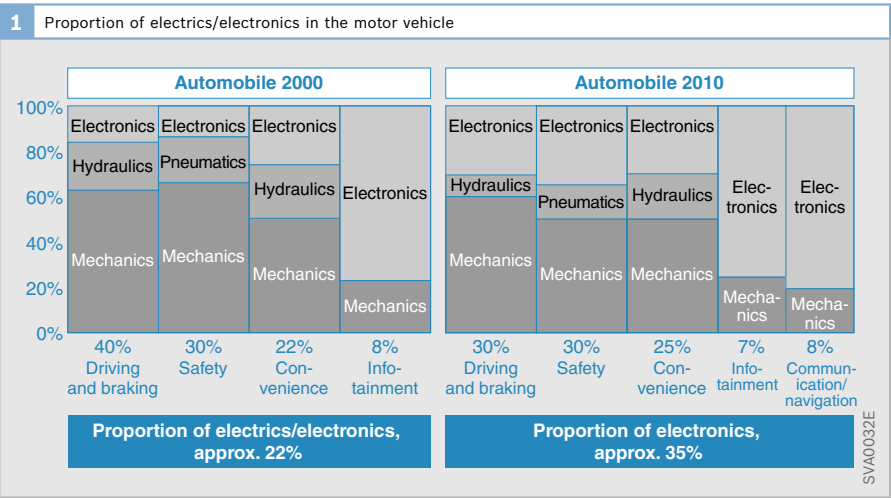 1 Proportion of electrics/electronics in the motor vehicle
Automobile 2000
100%
80%
60%
40%
20%
0%
Electronics
Hydraulics
Mechanics
Electronics
Pneumatics
Mechanics
Electronics
Hydraulics
Mechanics
Electronics
Mechanics
40%
Driving
and braking
30%
Safety
22%
Con-
venience
8%
Info-
tainment
Proportion of electrics/electronics,
approx. 22%
Automobile 2010
Electronics
Hydraulics
Mechanics
Electronics
Pneumatics
Mechanics
Electronics
Hydraulics
Mechanics
Elec-
tronics
Mecha-
nics
Elec-
tronics
Mecha-
nics
30%
Driving
and braking
30%
Safety
25%
Con-
venience
7%
Info-
tainment
8%
Commun-
ication/
navigation
Proportion of electronics,
approx. 35%
SVA0032E